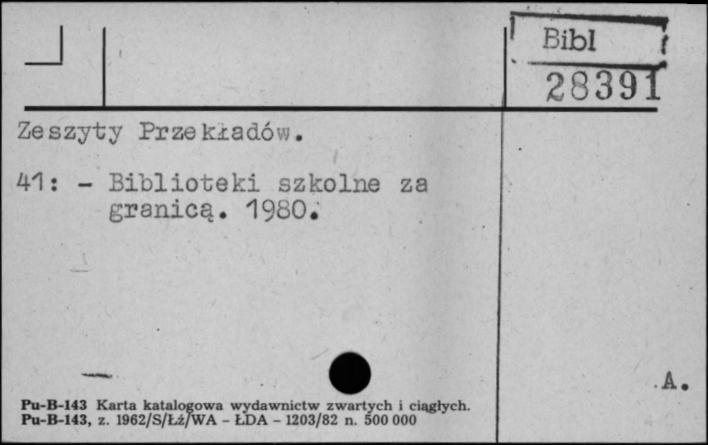 Bibl
28391
Zeszyty Przekładów.
41: - Biblioteki szkolne za
granicą. 1980.
A.
Pu-B-143 Karta katalogowa wydawnictw zwartych i ciągłych.
Pu-B-143, z. 1962/S/Łź/WA - ŁDA - 1203/82 n. 500 000